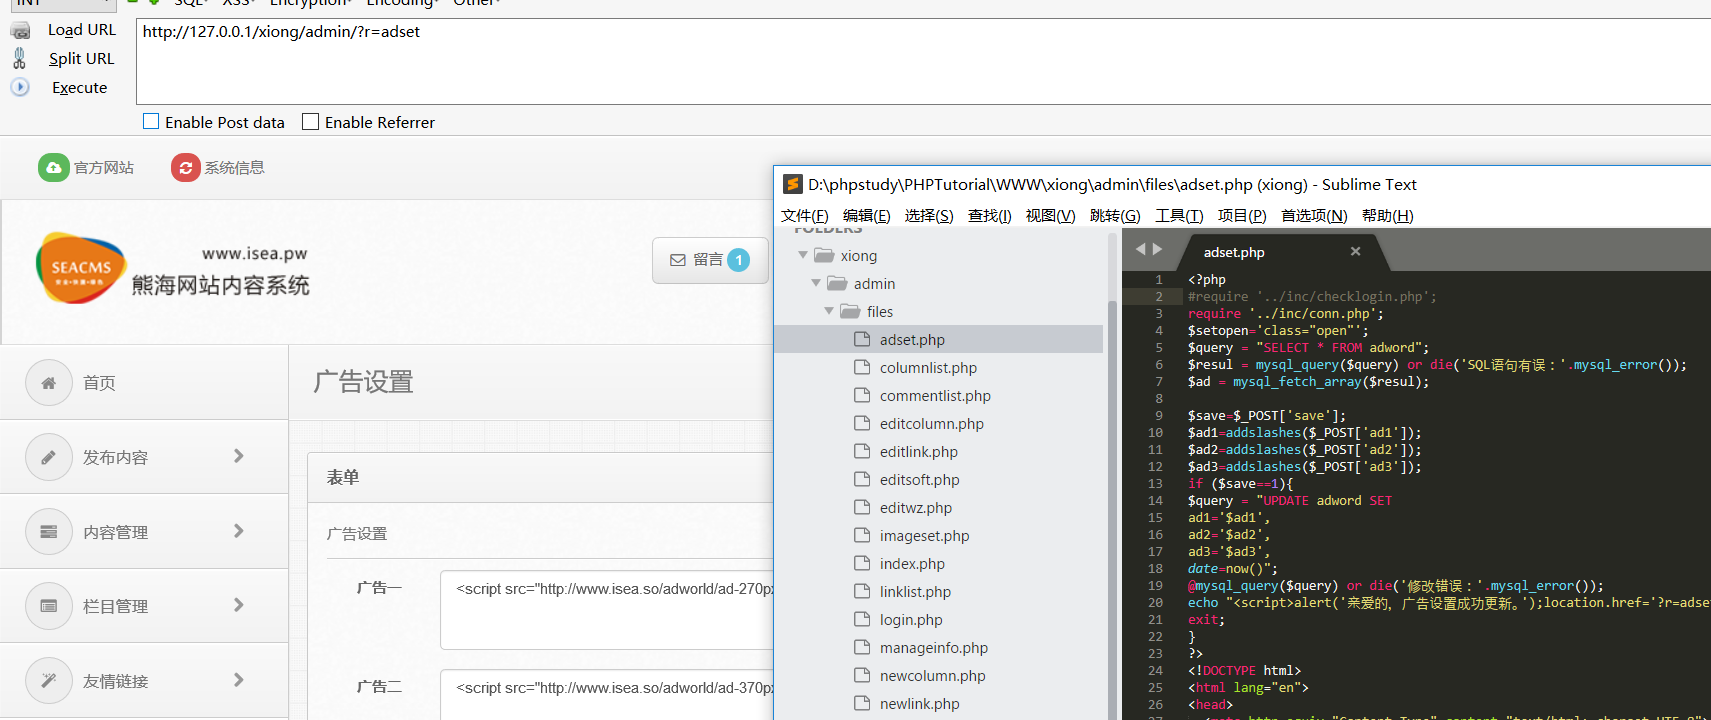 INT SQL XSS Encryption Encoding Other
Load URL
Split URL
Execute
http://127.0.0.1/xiong/admin/?r=adset
Enable Post data Enable Referrer
官方网站 系统信息
SEACMS
www.isea.pw
熊海网站内容系统
留言 1
首页
发布内容
内容管理
栏目管理
友情链接
广告设置
表单
广告设置
广告一 <script src="http://www.isea.so/adworld/ad-270px
广告二 <script src="http://www.isea.so/adworld/ad-370px
D:\phpstudy\PHPTutorial\WWW\xiong\admin\files\adset.php (xiong) - Sublime Text
文件(F) 编辑(E) 选择(S) 查找(I) 视图(V) 跳转(G) 工具(T) 项目(P) 首选项(N) 帮助(H)
FOLDERS
xiong
admin
files
adset.php
columnlist.php
commentlist.php
editcolumn.php
editlink.php
editsoft.php
editwz.php
imageset.php
index.php
linklist.php
login.php
manageinfo.php
newcolumn.php
newlink.php
adset.php
1 <?php
2 #require '../inc/checklogin.php';
3 require '../inc/conn.php';
4 $setopen='class="open"';
5 $query = "SELECT * FROM adword";
6 $resul = mysql_query($query) or die('SQL语句有误：'.mysql_error());
7 $ad = mysql_fetch_array($resul);
8
9 $save=$_POST['save'];
10 $ad1=addslashes($_POST['ad1']);
11 $ad2=addslashes($_POST['ad2']);
12 $ad3=addslashes($_POST['ad3']);
13 if ($save==1){
14 $query = "UPDATE adword SET
15 ad1='$ad1',
16 ad2='$ad2',
17 ad3='$ad3',
18 date=now()";
19 @mysql_query($query) or die('修改错误：'.mysql_error());
20 echo "<script>alert('亲爱的，广告设置成功更新。');location.href='?r=adset
21 exit;
22 }
23 ?>
24 <!DOCTYPE html>
25 <html lang="en">
26 <head>